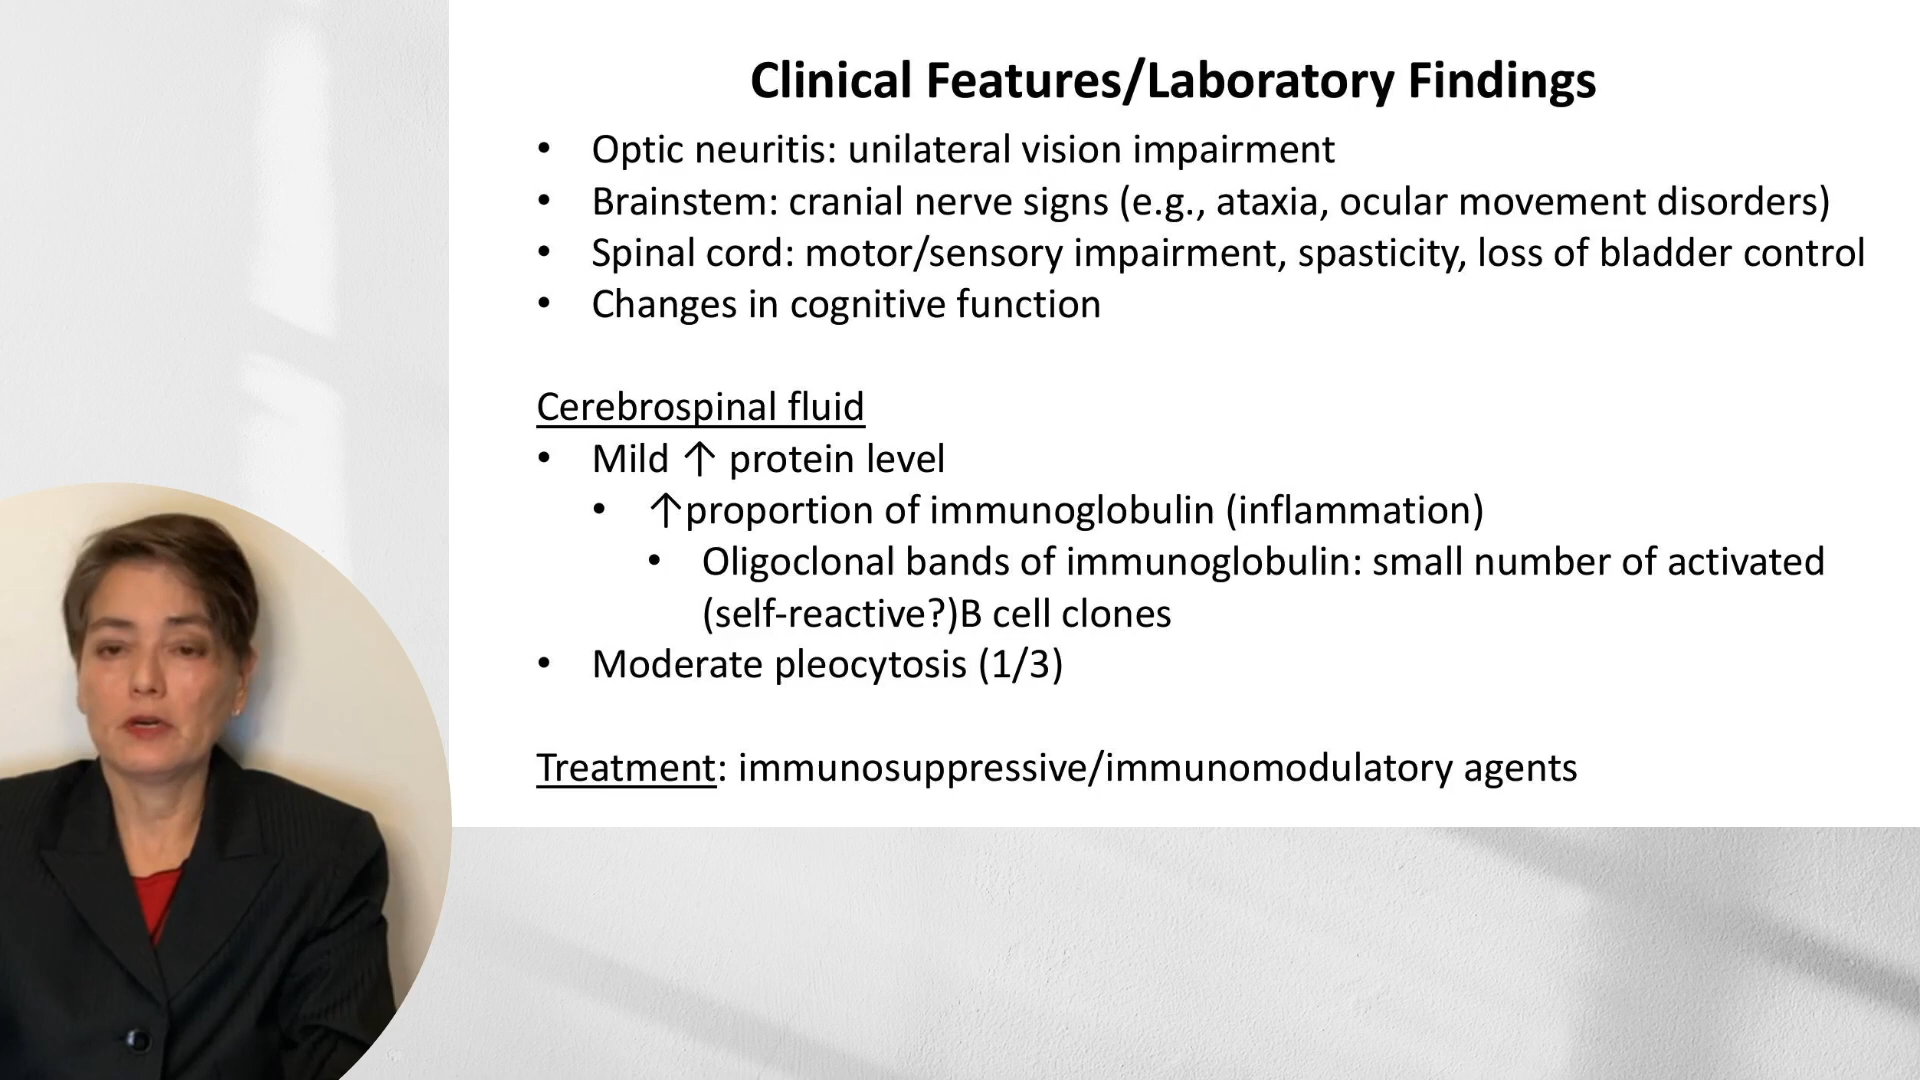 Clinical Features/Laboratory Findings
• Optic neuritis: unilateral vision impairment
• Brainstem: cranial nerve signs (e.g., ataxia, ocular movement disorders)
• Spinal cord: motor/sensory impairment, spasticity, loss of bladder control
• Changes in cognitive function
Cerebrospinal fluid
• Mild ↑ protein level
• ↑proportion of immunoglobulin (inflammation)
• Oligoclonal bands of immunoglobulin: small number of activated
(self-reactive?)B cell clones
• Moderate pleocytosis (1/3)
Treatment: immunosuppressive/immunomodulatory agents